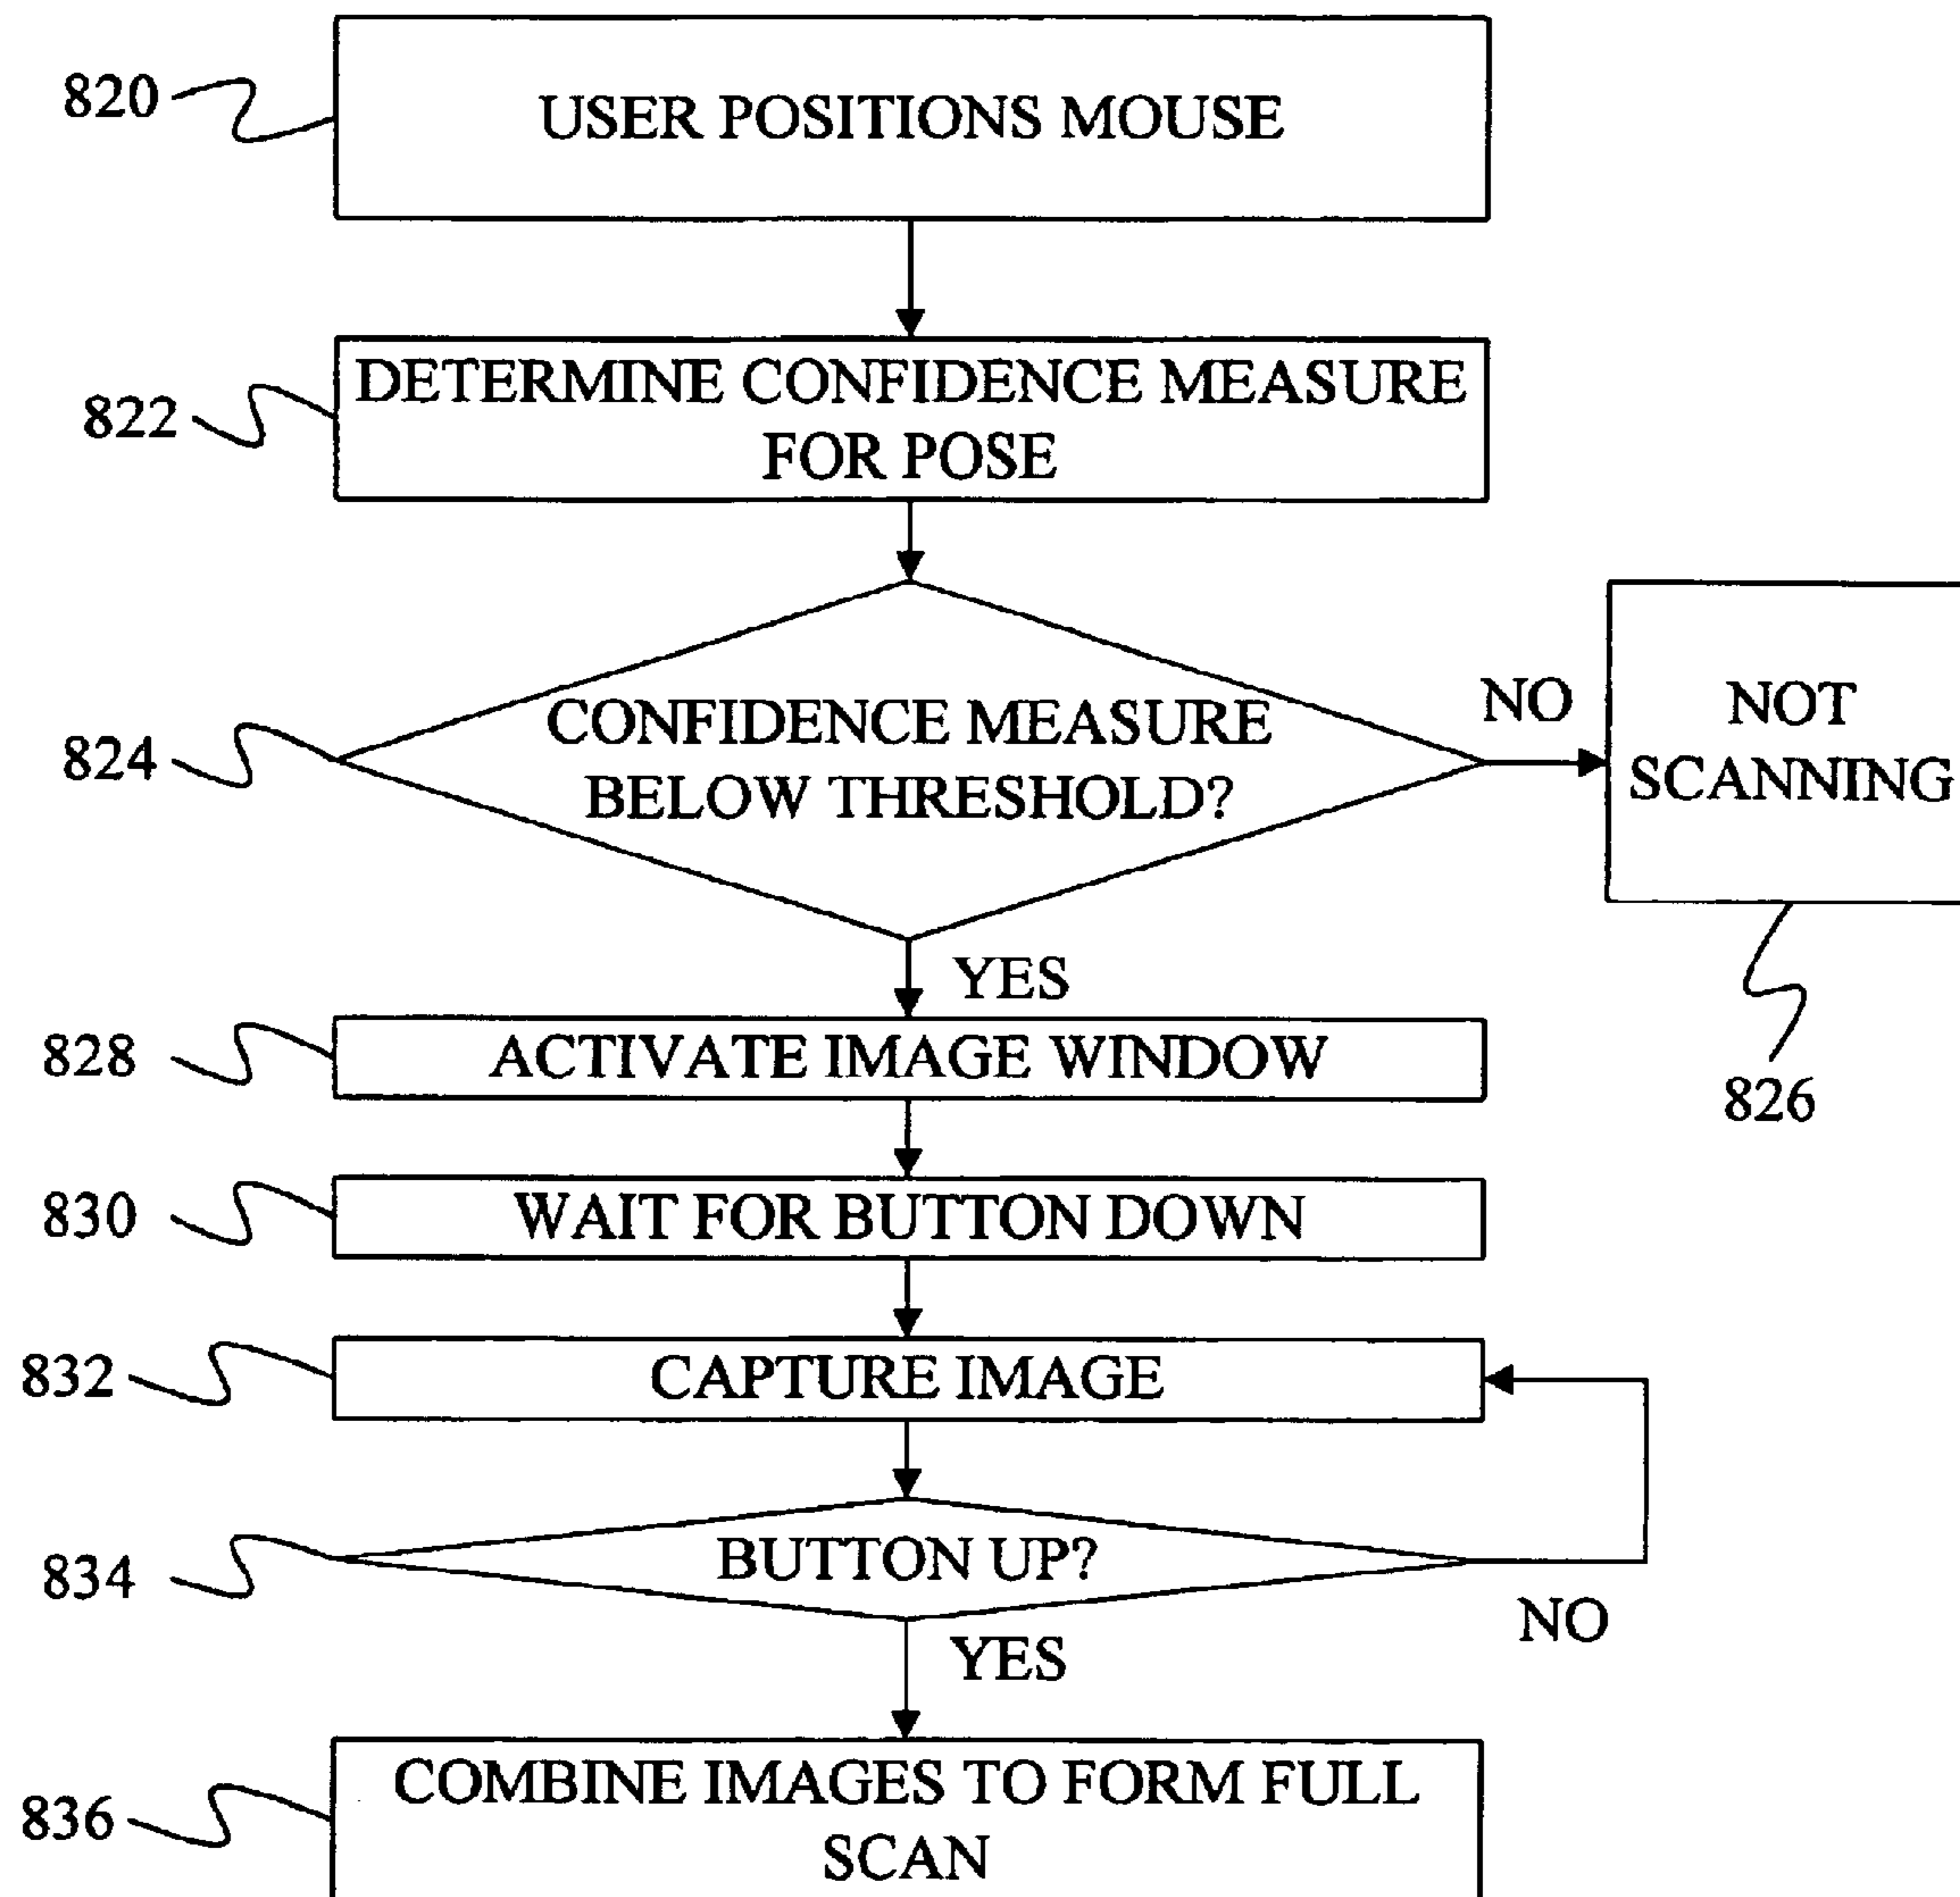 820
USER POSITIONS MOUSE
822
DETERMINE CONFIDENCE MEASURE
FOR POSE
824
CONFIDENCE MEASURE
BELOW THRESHOLD?
NO
NOT
SCANNING
826
YES
828
ACTIVATE IMAGE WINDOW
830
WAIT FOR BUTTON DOWN
832
CAPTURE IMAGE
834
BUTTON UP?
NO
YES
836
COMBINE IMAGES TO FORM FULL
SCAN